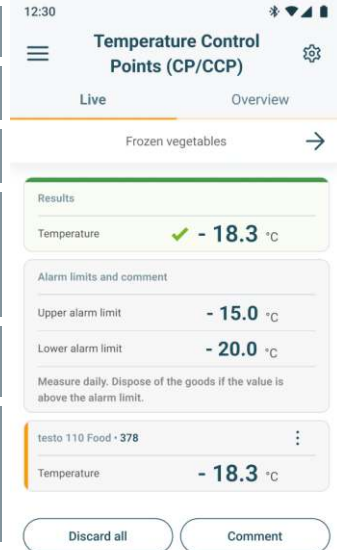 12:30
Temperature Control
Points (CP/CCP)
Live Overview
Frozen vegetables
Results
Temperature - 18.3 °C
Alarm limits and comment
Upper alarm limit - 15.0 °C
Lower alarm limit - 20.0 °C
Measure daily. Dispose of the goods if the value is
above the alarm limit.
testo 110 Food • 378
Temperature - 18.3 °C
Discard all Comment